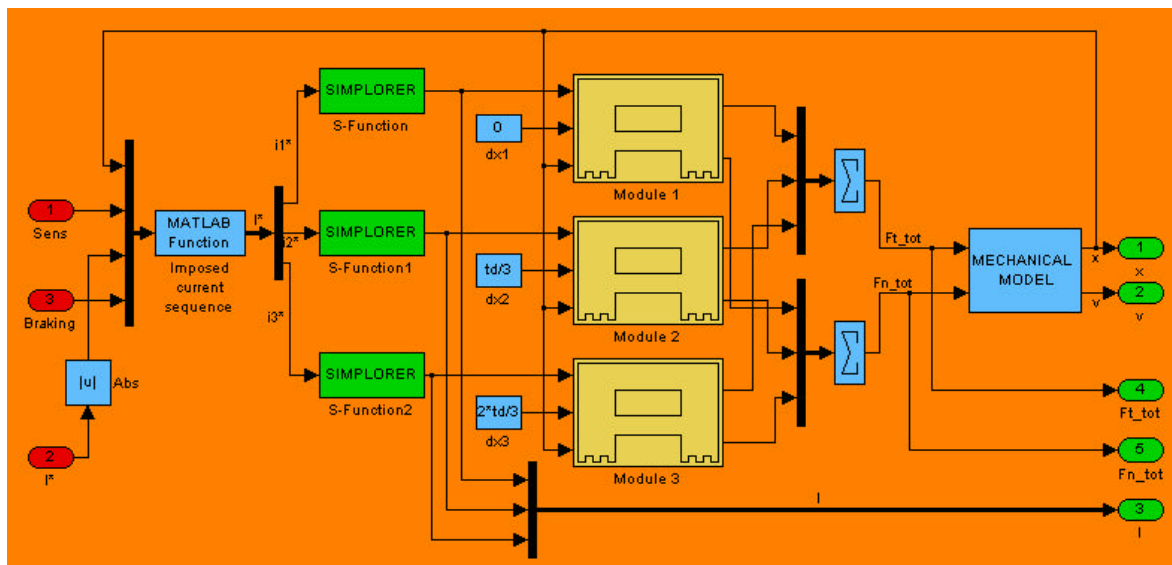 1
Sens
3
Braking
|u|
Abs
2
I*
MATLAB
Function
Imposed
current
sequence
I*
i1*
i2*
i3*
SIMPLORER
S-Function
SIMPLORER
S-Function1
SIMPLORER
S-Function2
0
dx1
td/3
dx2
2*td/3
dx3
Module 1
Module 2
Module 3
Σ
Σ
Ft_tot
Fn_tot
MECHANICAL
MODEL
x
v
1
x
2
v
4
Ft_tot
5
Fn_tot
I
3
I